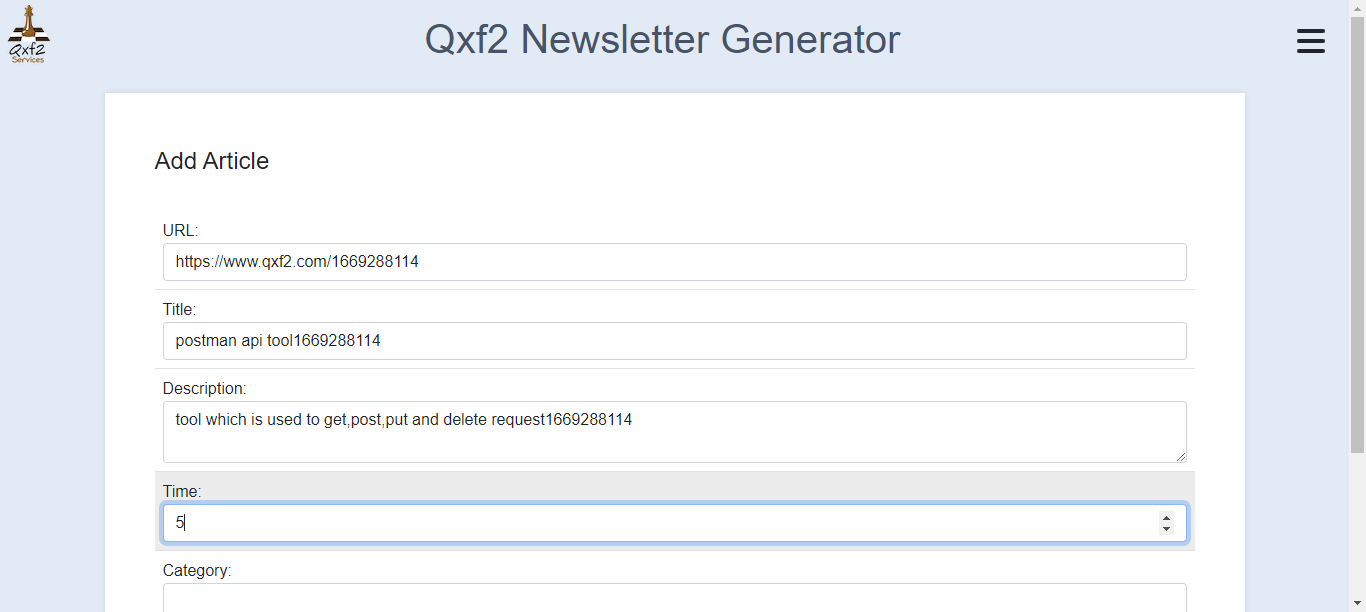 Qxf2
Services
Qxf2 Newsletter Generator
Add Article
URL:
https://www.qxf2.com/1669288114
Title:
postman api tool1669288114
Description:
tool which is used to get,post,put and delete request1669288114
Time:
5
Category: